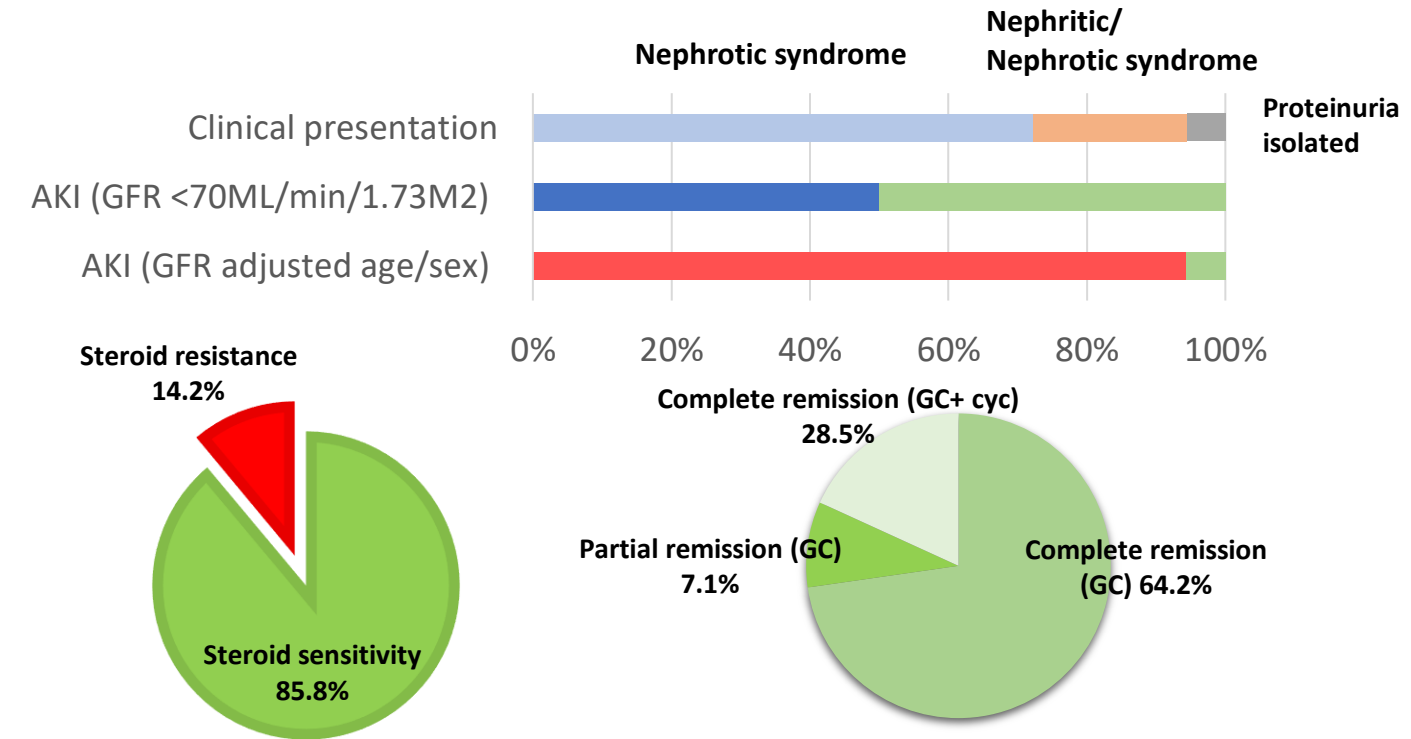 Nephrotic syndrome
Nephritic/
Nephrotic syndrome
Clinical presentation
Proteinuria
isolated
AKI (GFR <70ML/min/1.73M2)
AKI (GFR adjusted age/sex)
0%
20%
40%
60%
80%
100%
Steroid resistance
14.2%
Steroid sensitivity
85.8%
Complete remission (GC+ cyc)
28.5%
Partial remission (GC)
7.1%
Complete remission
(GC) 64.2%